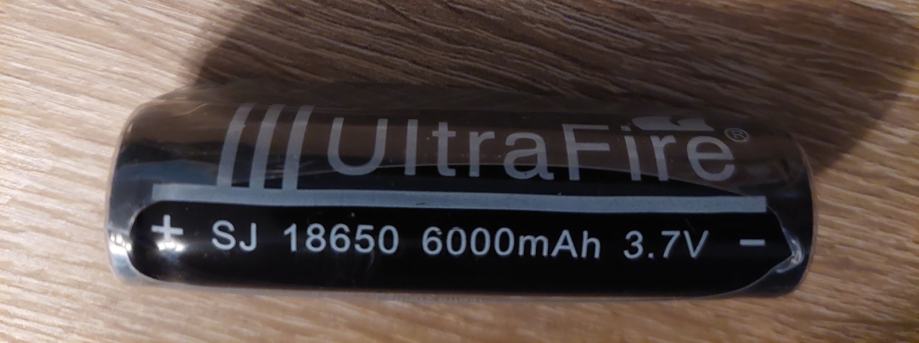 UltraFire®
+ SJ 18650 6000mAh 3.7V −